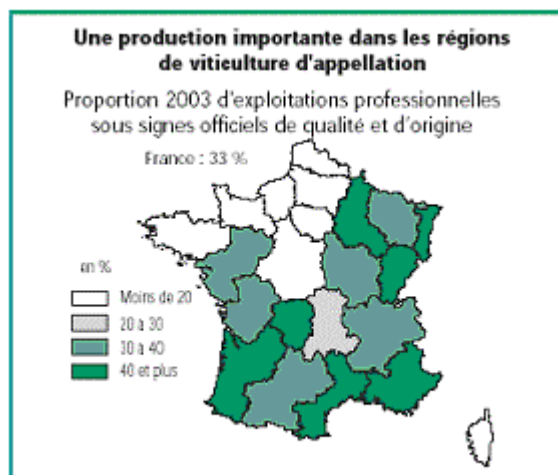 Une production importante dans les régions
de viticulture d'appellation
Proportion 2003 d'exploitations professionnelles
sous signes officiels de qualité et d'origine
France : 33 %
en %
Moins de 20
20 à 30
30 à 40
40 et plus